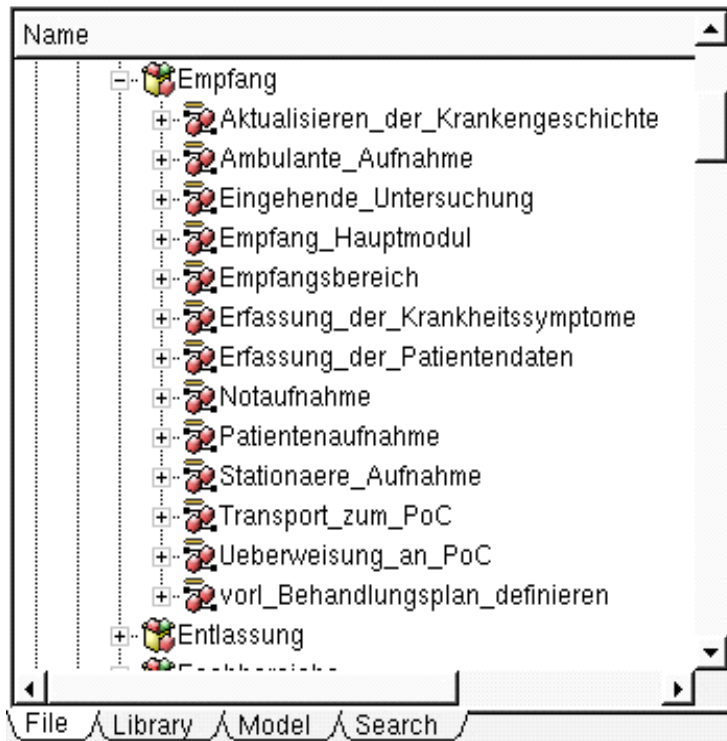 Name
Empfang
Aktualisieren_der_Krankengeschichte
Ambulante_Aufnahme
Eingehende_Untersuchung
Empfang_Hauptmodul
Empfangsbereich
Erfassung_der_Krankheitssymptome
Erfassung_der_Patientendaten
Notaufnahme
Patientenaufnahme
Stationaere_Aufnahme
Transport_zum_PoC
Ueberweisung_an_PoC
vorl_Behandlungsplan_definieren
Entlassung
Fachbereiche
File Library Model Search